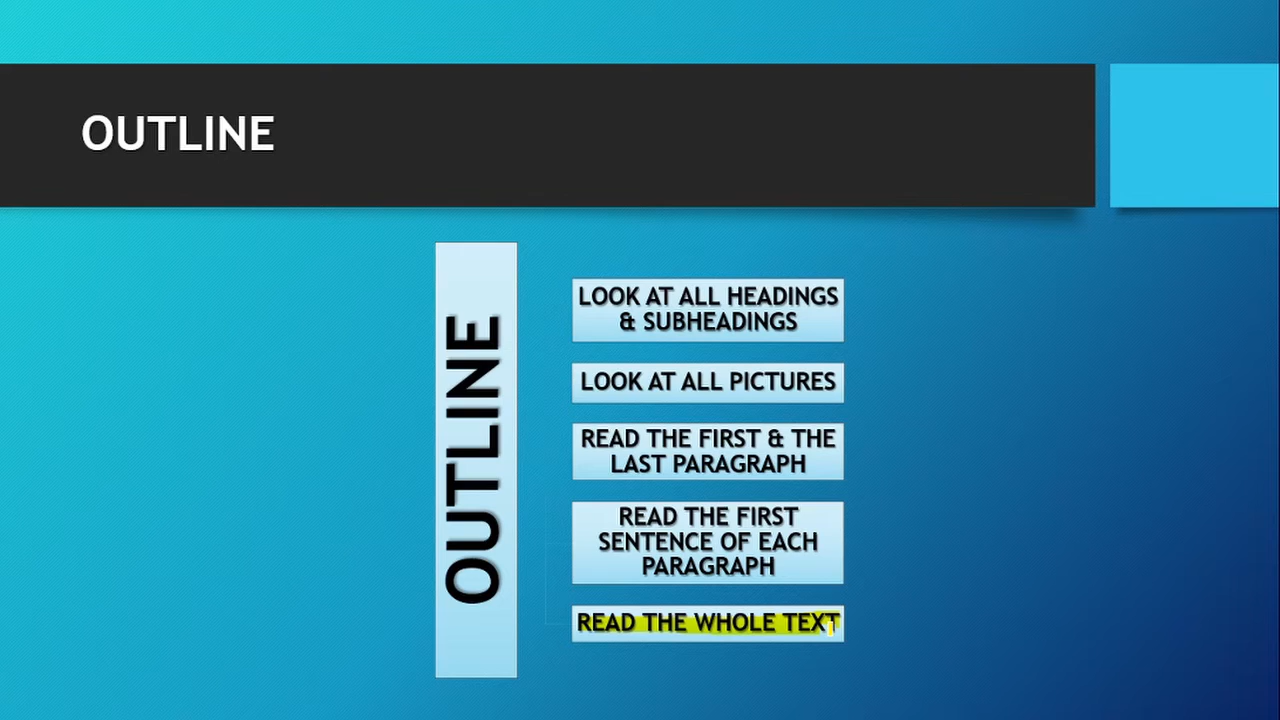 OUTLINE
OUTLINE
LOOK AT ALL HEADINGS
& SUBHEADINGS
LOOK AT ALL PICTURES
READ THE FIRST & THE
LAST PARAGRAPH
READ THE FIRST
SENTENCE OF EACH
PARAGRAPH
READ THE WHOLE TEXT